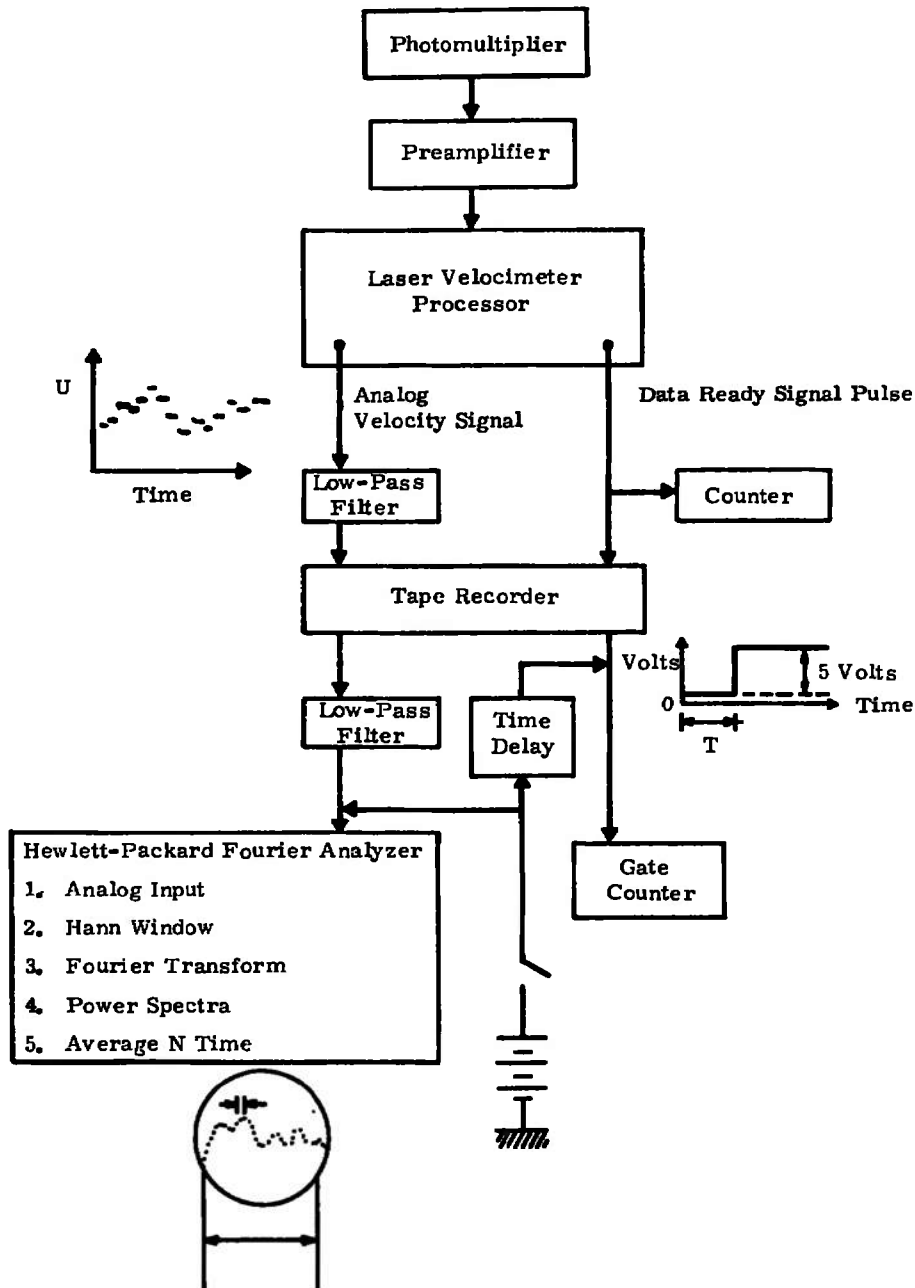 Photomultiplier
Preamplifier
Laser Velocimeter
Processor
U
Time
Analog
Velocity Signal
Data Ready Signal Pulse
Low-Pass
Filter
Counter
Tape Recorder
Volts
5 Volts
0
Time
T
Low-Pass
Filter
Time
Delay
Hewlett-Packard Fourier Analyzer
1. Analog Input
2. Hann Window
3. Fourier Transform
4. Power Spectra
5. Average N Time
Gate
Counter